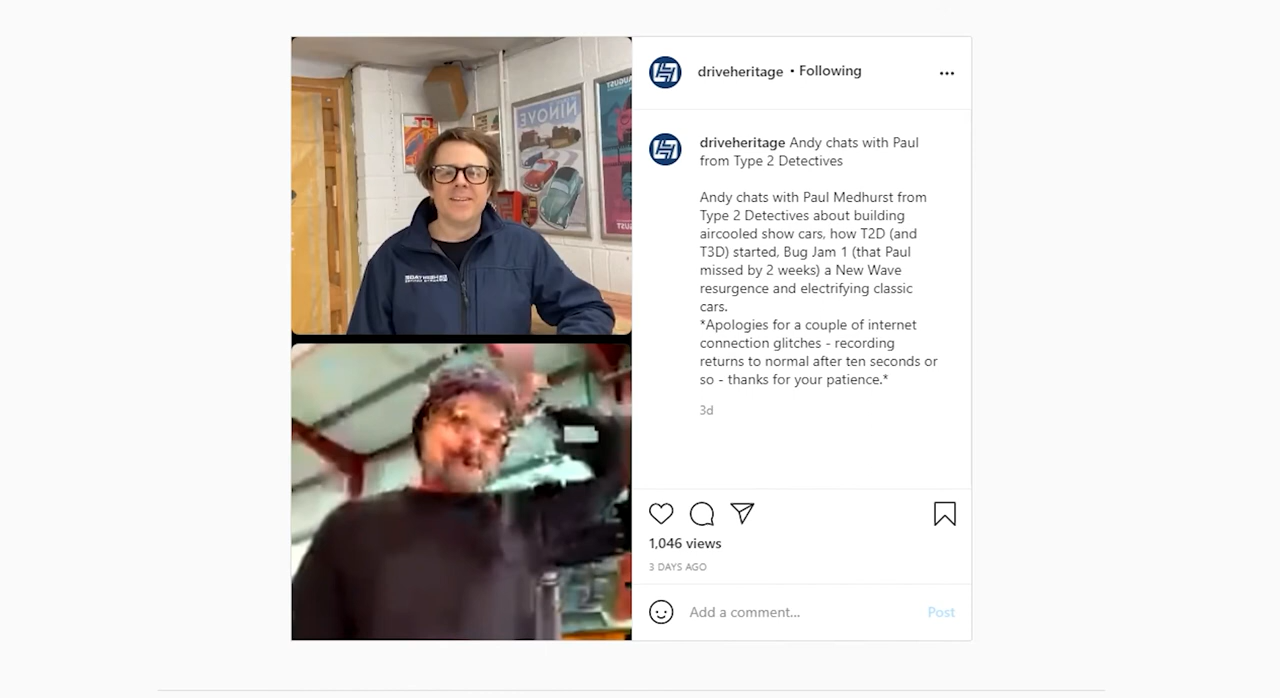 driveheritage • Following
driveheritage Andy chats with Paul
from Type 2 Detectives
Andy chats with Paul Medhurst from
Type 2 Detectives about building
aircooled show cars, how T2D (and
T3D) started, Bug Jam 1 (that Paul
missed by 2 weeks) a New Wave
resurgence and electrifying classic
cars.
*Apologies for a couple of internet
connection glitches - recording
returns to normal after ten seconds or
so - thanks for your patience.*
3d
1,046 views
3 DAYS AGO
Add a comment...
Post
NINOVE
AUGUST